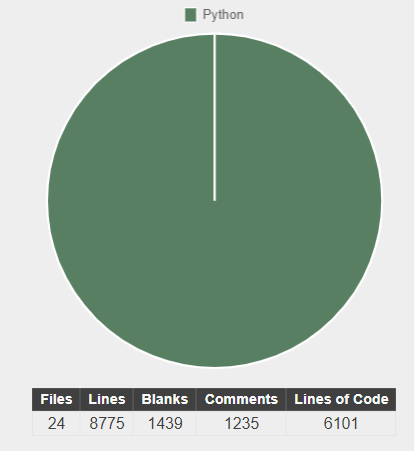 Python
Files Lines Blanks Comments Lines of Code
24 8775 1439 1235 6101